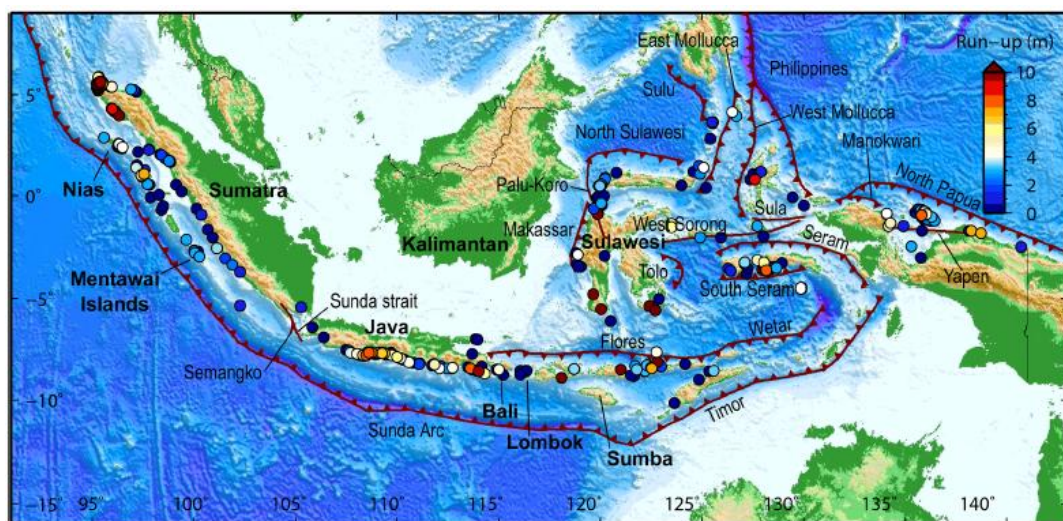 East Mollucca
Run-up (m)
Philippines
10
8
6
4
2
0
Sulu
West Mollucca
5°
North Sulawesi
Manokwari
North Papua
Nias
Sumatra
Palu-Koro
0
Makassar
Kalimantan
West Sorong
Sula
Sulawesi
Seram
Yapen
Mentawai
Islands
Tolo
South Seram
Sunda strait
-5°
Java
Flores
Wetar
Semangko
Bali
Timor
-10°
Sunda Arc
Lombok
Sumba
95°
100°
105°
110°
115°
120°
125°
130°
135°
140°